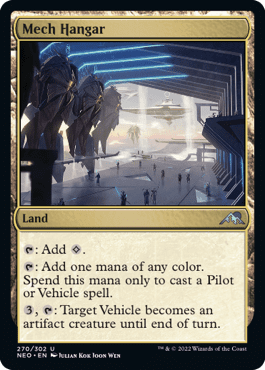 Mech Hangar
Land
: Add .
: Add one mana of any color.
Spend this mana only to cast a Pilot
or Vehicle spell.
3, : Target Vehicle becomes an
artifact creature until end of turn.
270/302 U
NEO • EN Julian Kok Joon Wen
™ & © 2022 Wizards of the Coast